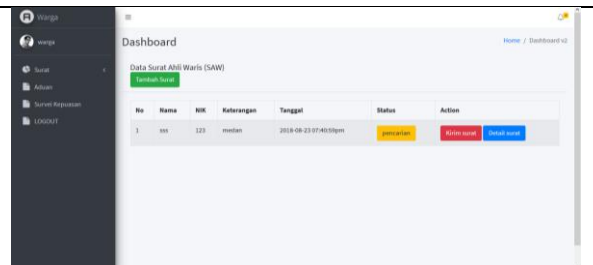 Warga
warga
Surat
Aduan
Survei Kepuasan
LOGOUT
Dashboard
Home / Dashboard v2
Data Surat Ahli Waris (SAW)
Tambah Surat
No Nama NIK Keterangan Tanggal Status Action
1 sss 123 medan 2018-08-23 07:40:50pm pencarian Kirim surat Detail surat